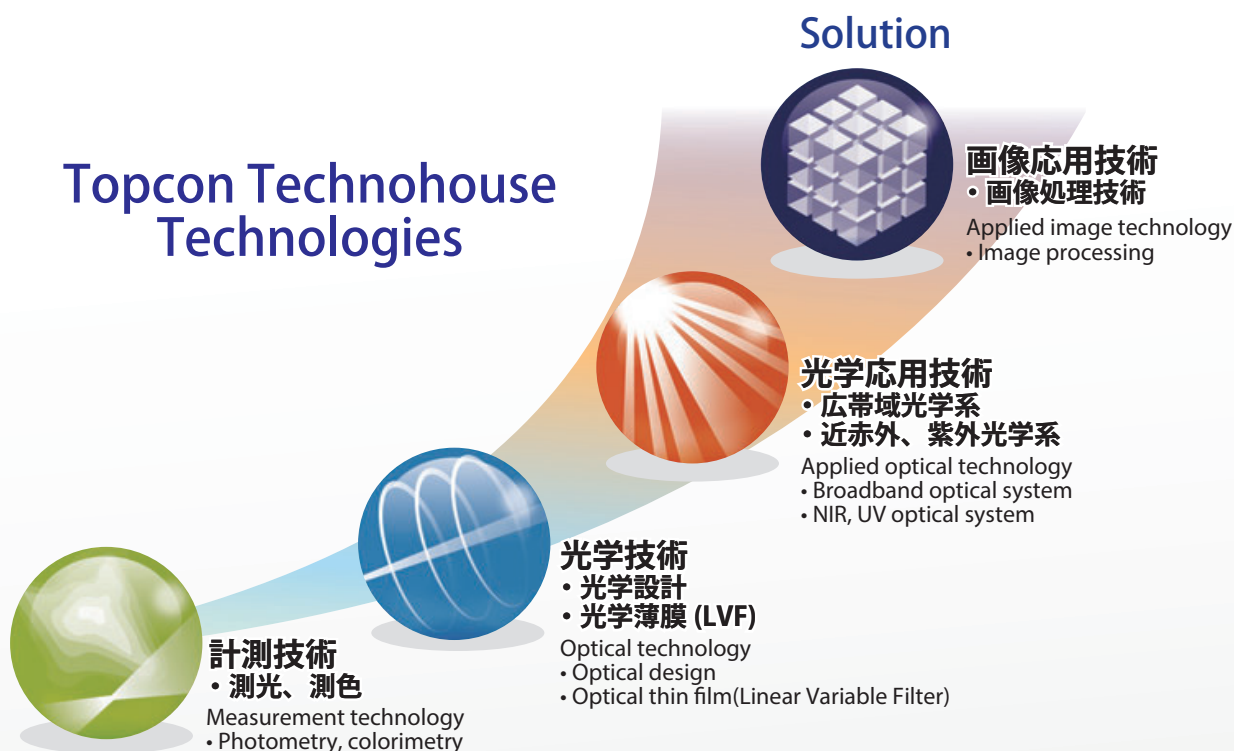 Solution
Topcon Technohouse
Technologies
画像応用技術
・画像処理技術
Applied image technology
• Image processing
光学応用技術
・広帯域光学系
・近赤外、紫外光学系
Applied optical technology
• Broadband optical system
• NIR, UV optical system
光学技術
・光学設計
・光学薄膜 (LVF)
Optical technology
• Optical design
• Optical thin film(Linear Variable Filter)
計測技術
・測光、測色
Measurement technology
• Photometry, colorimetry